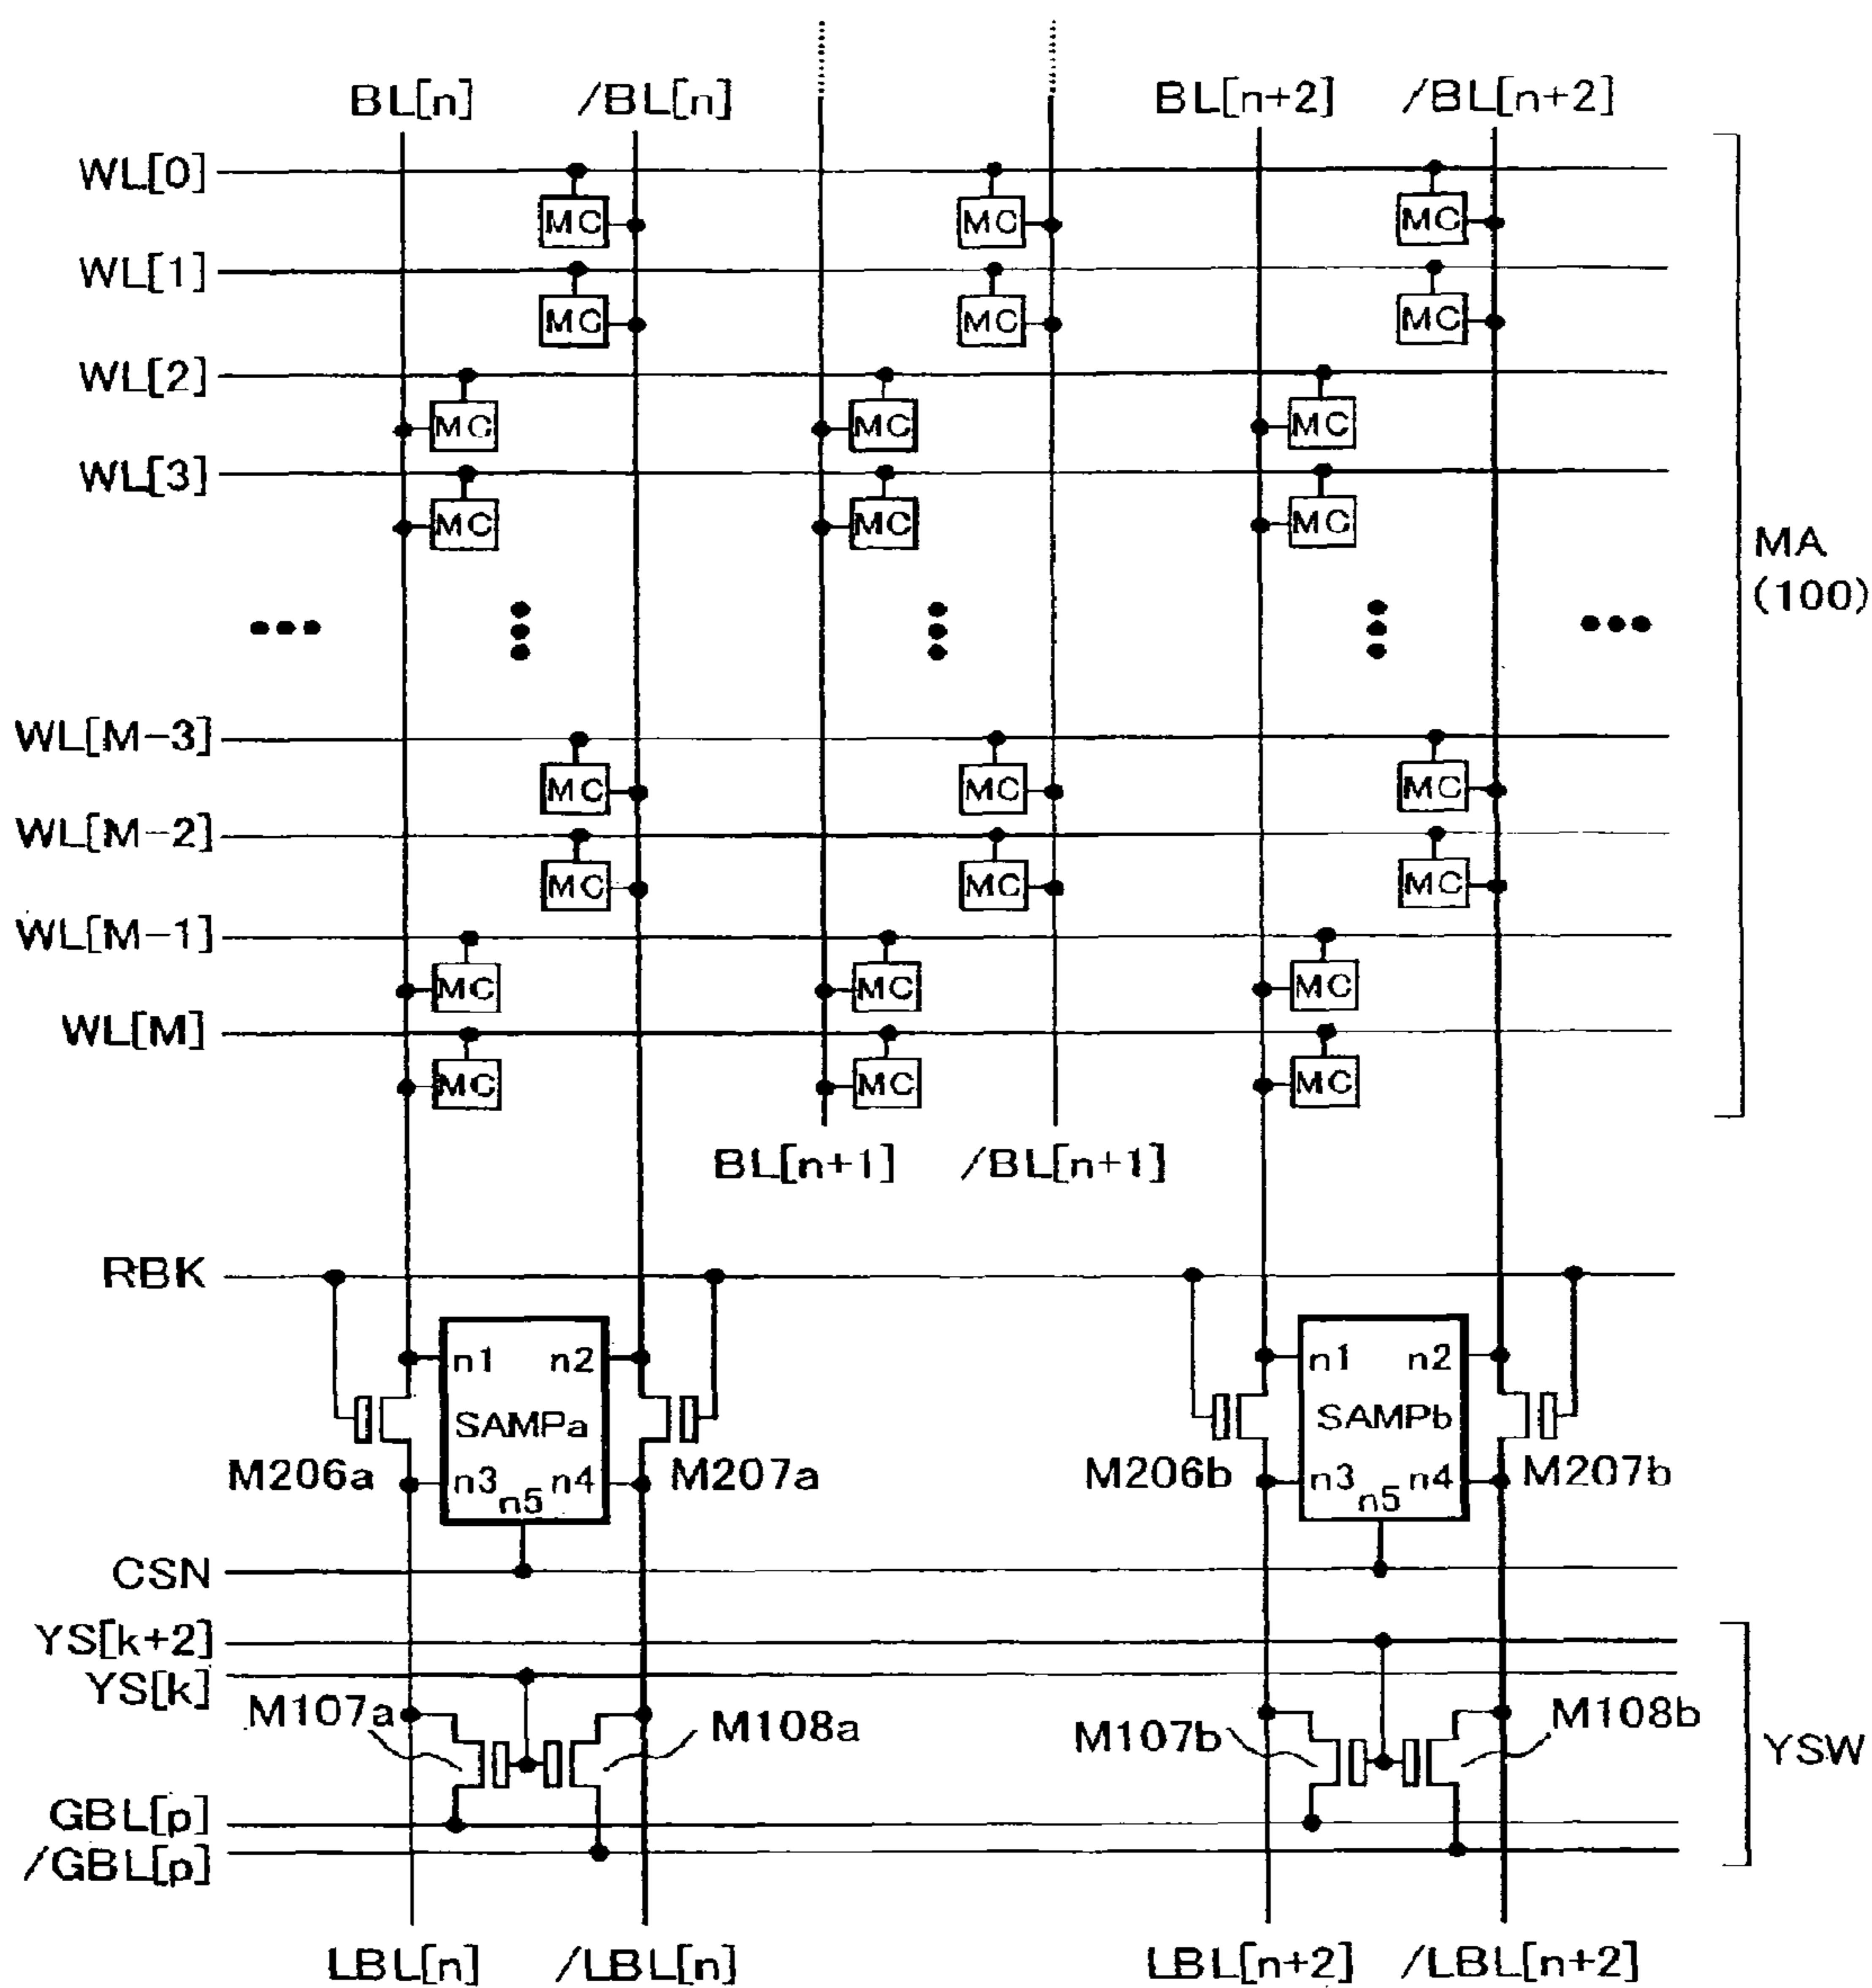 BL[n] /BL[n] BL[n+2] /BL[n+2]
WL[0]
MC MC MC
WL[1]
MC MC MC
WL[2]
MC MC MC
WL[3]
MC MC MC
MA
(100)
WL[M-3]
MC MC MC
WL[M-2]
MC MC MC
WL[M-1]
MC MC MC
WL[M]
MC MC MC
BL[n+1] /BL[n+1]
RBK
n1 n2 n1 n2
SAMPa SAMPb
M206a n3 n5 n4 M207a M206b n3 n5 n4 M207b
CSN
YS[k+2]
YS[k]
M107a M108a M107b M108b
YSW
GBL[p]
/GBL[p]
LBL[n] /LBL[n] LBL[n+2] /LBL[n+2]